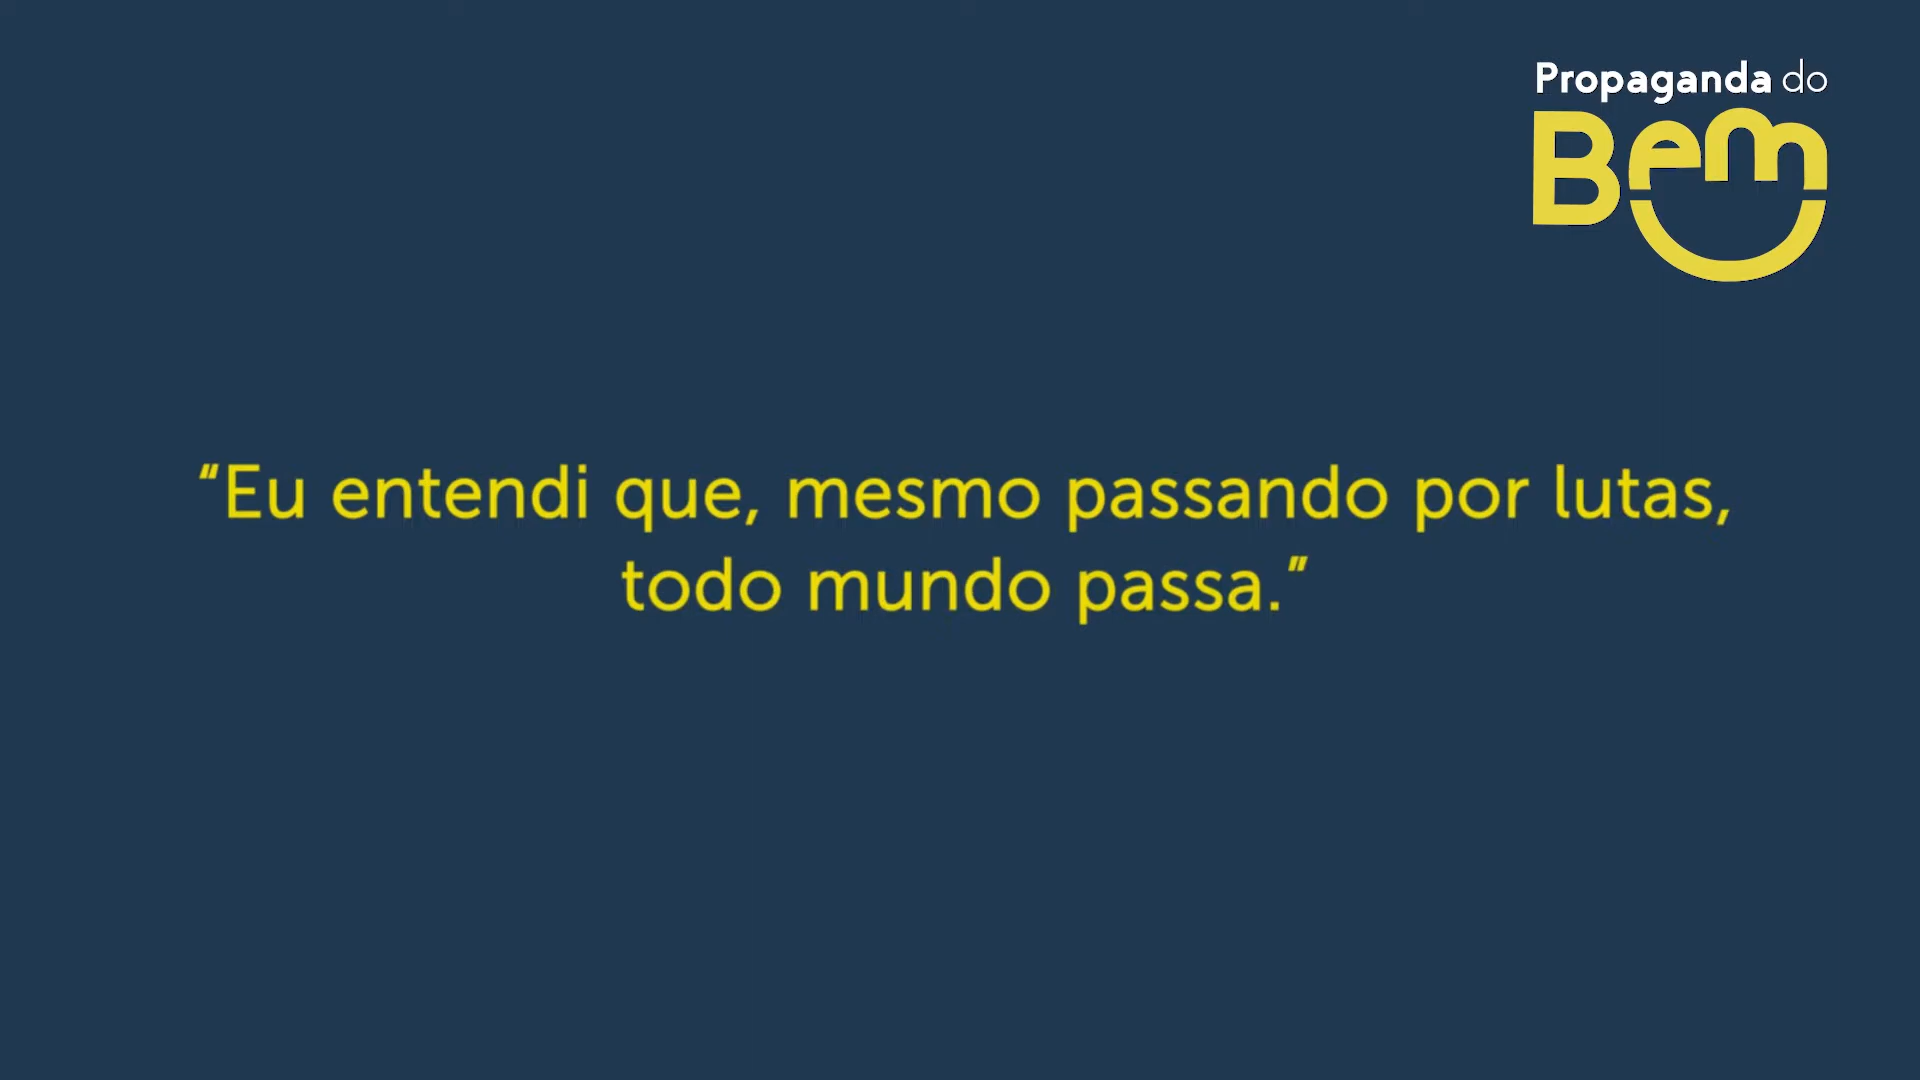 Propaganda do
Bem
“Eu entendi que, mesmo passando por lutas,
todo mundo passa.”